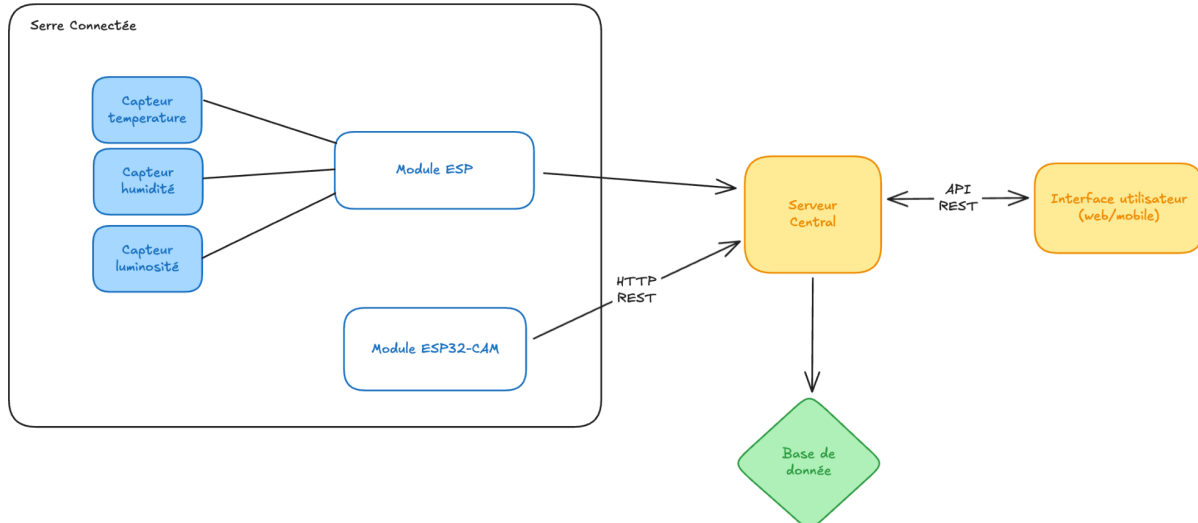 Serre Connectée
Capteur
temperature
Capteur
humidité
Capteur
luminosité
Module ESP
Module ESP32-CAM
HTTP
REST
Serveur
Central
API
REST
Interface utilisateur
(web/mobile)
Base de
donnée